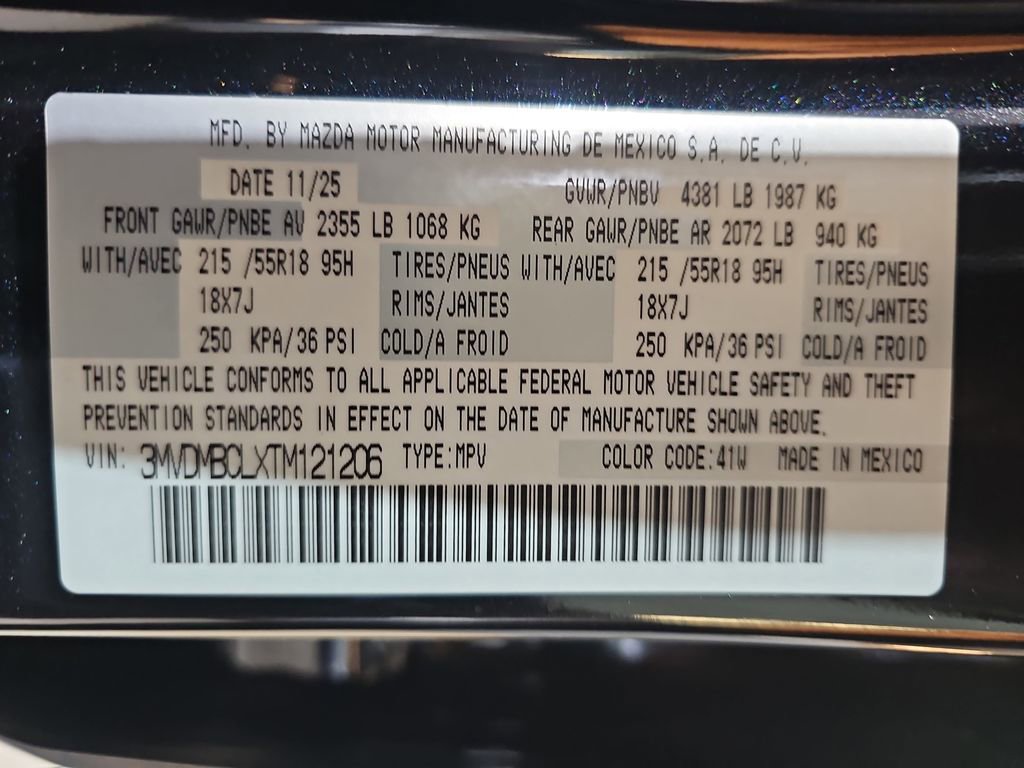 MFD. BY MAZDA MOTOR MANUFACTURING DE MEXICO S.A. DE C.V.
DATE 11/25 GVWR/PNBV 4381 LB 1987 KG
FRONT GAWR/PNBE AV 2355 LB 1068 KG REAR GAWR/PNBE AR 2072 LB 940 KG
WITH/AVEC 215 /55R18 95H TIRES/PNEUS WITH/AVEC 215 /55R18 95H TIRES/PNEUS
18X7J RIMS/JANTES 18X7J RIMS/JANTES
250 KPA/36 PSI COLD/A FROID 250 KPA/36 PSI COLD/A FROID
THIS VEHICLE CONFORMS TO ALL APPLICABLE FEDERAL MOTOR VEHICLE SAFETY AND THEFT
PREVENTION STANDARDS IN EFFECT ON THE DATE OF MANUFACTURE SHOWN ABOVE.
VIN: 3MVDMBCLXTM121206 TYPE:MPV COLOR CODE:41W MADE IN MEXICO